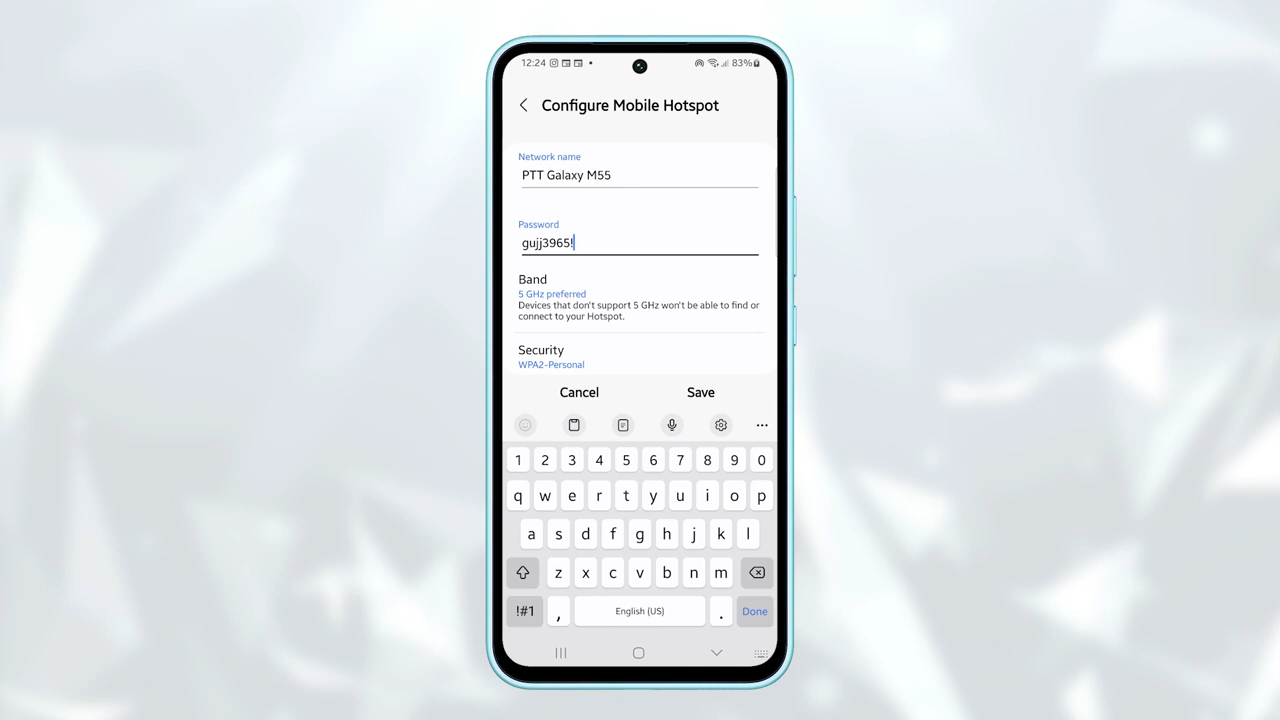 12:24 83%
Configure Mobile Hotspot
Network name
PTT Galaxy M55
Password
gujj3965!
Band
5 GHz preferred
Devices that don't support 5 GHz won't be able to find or
connect to your Hotspot.
Security
WPA2-Personal
Cancel Save
1 2 3 4 5 6 7 8 9 0
q w e r t y u i o p
a s d f g h j k l
z x c v b n m
!#1 , English (US) . Done